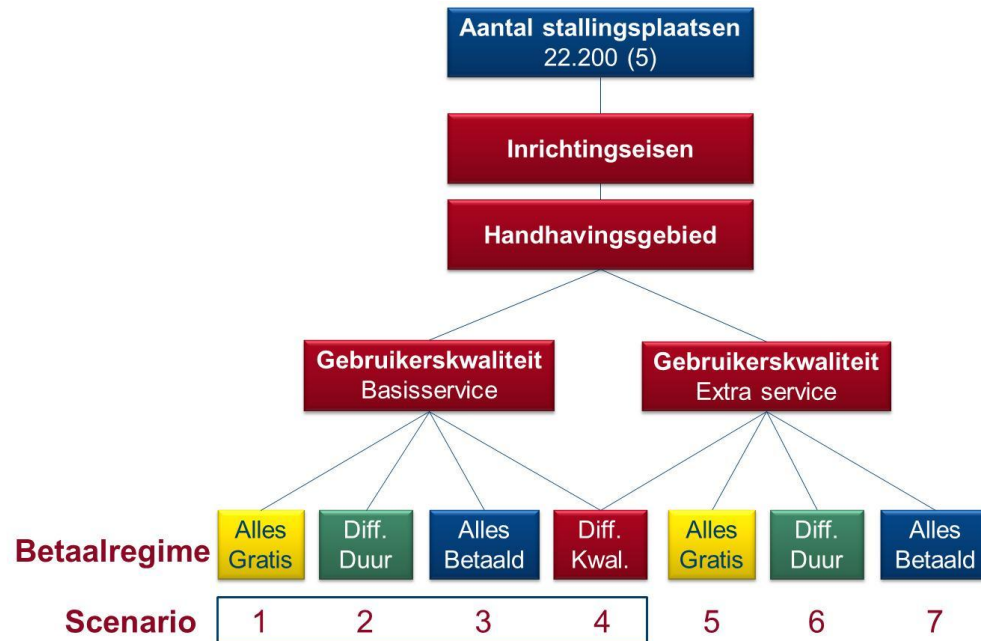 Aantal stallingsplaatsen
22.200 (5)
Inrichtingseisen
Handhavingsgebied
Gebruikerskwaliteit
Basisservice
Gebruikerskwaliteit
Extra service
Betaalregime
Alles
Gratis
Diff.
Duur
Alles
Betaald
Diff.
Kwal.
Alles
Gratis
Diff.
Duur
Alles
Betaald
Scenario 1 2 3 4 5 6 7